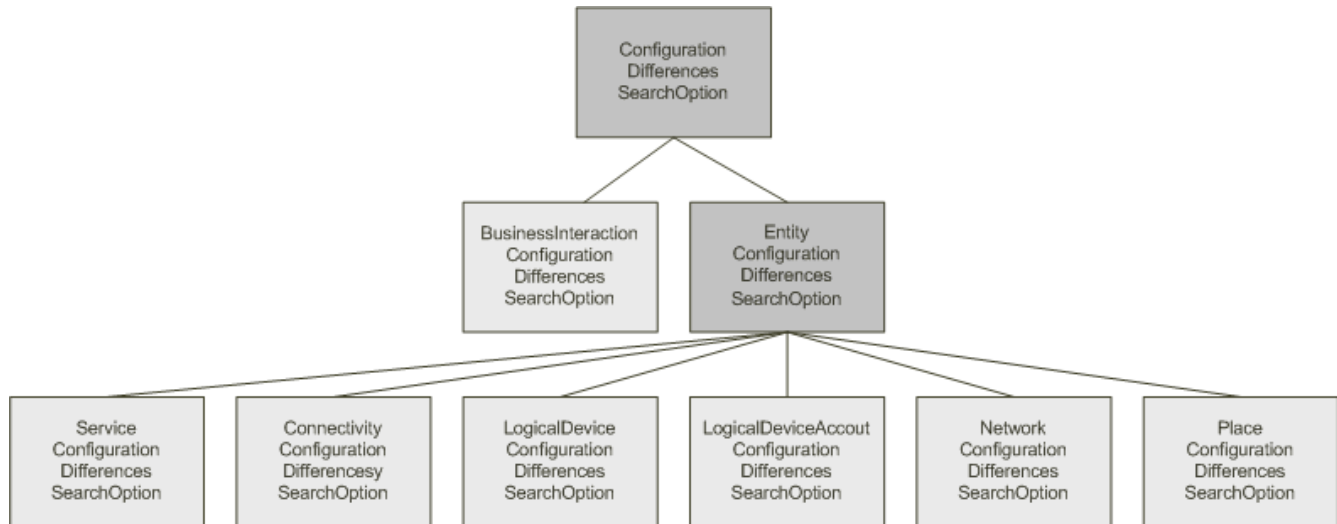 Configuration
Differences
SearchOption
BusinessInteraction
Configuration
Differences
SearchOption
Entity
Configuration
Differences
SearchOption
Service
Configuration
Differences
SearchOption
Connectivity
Configuration
Differencesy
SearchOption
LogicalDevice
Configuration
Differences
SearchOption
LogicalDeviceAccout
Configuration
Differences
SearchOption
Network
Configuration
Differences
SearchOption
Place
Configuration
Differences
SearchOption